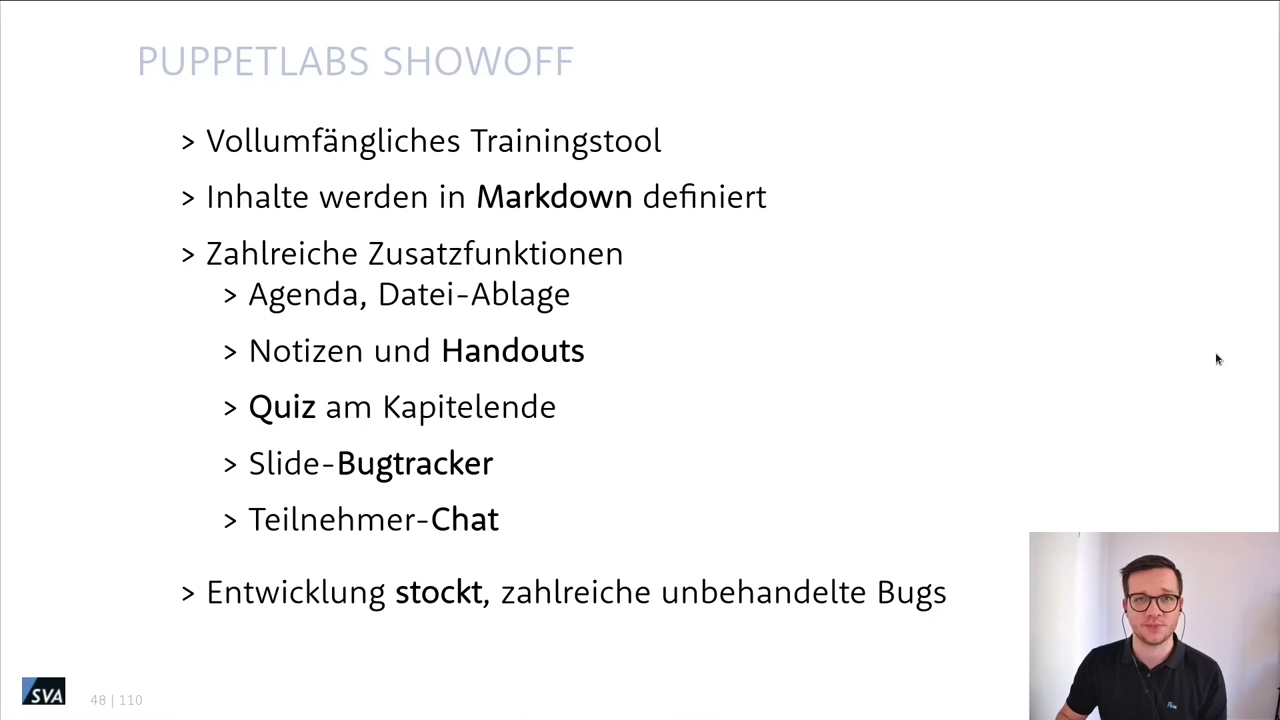 PUPPETLABS SHOWOFF
> Vollumfängliches Trainingstool
> Inhalte werden in Markdown definiert
> Zahlreiche Zusatzfunktionen
> Agenda, Datei-Ablage
> Notizen und Handouts
> Quiz am Kapitelende
> Slide-Bugtracker
> Teilnehmer-Chat
> Entwicklung stockt, zahlreiche unbehandelte Bugs
SVA
48 | 110